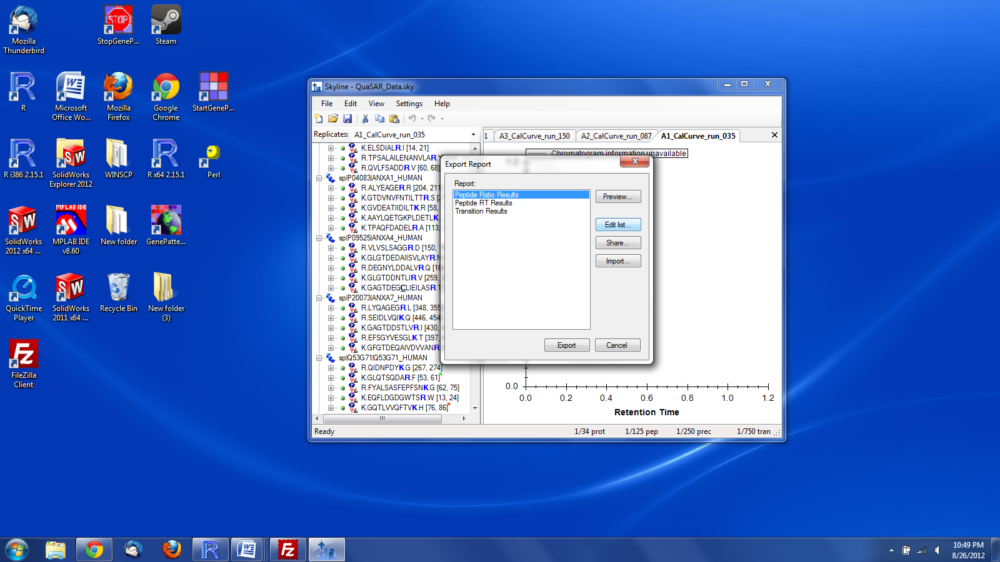 Mozilla
Thunderbird
StopGeneP...
Steam
R
Microsoft
Office Wo...
Mozilla
Firefox
Google
Chrome
StartGeneP...
R i386 2.15.1
SolidWorks
Explorer 2012
WINSCP
R x64 2.15.1
Perl
SolidWorks
2012 x64 ...
MPLAB IDE
MPLAB IDE
v8.60
New folder
GenePatte...
QuickTime
Player
SolidWorks
2011 x64 ...
Recycle Bin
New folder
(3)
FileZilla
Client
Skyline - QuaSAR_Data.sky
File Edit View Settings Help
Replicates: A1_CalCurve_run_035
1 A3_CalCurve_run_150 A2_CalCurve_run_087 A1_CalCurve_run_035
K.ELSDIALR.I [14, 21]
R.TPSALAILENANVLAR.
R.QVLFSADDR.V [60, 68]
sp|P04083|ANXA1_HUMAN
R.ALYEAGER.R [204, 211
K.GTDVNVFNTILTTR.S [
K.GVDEATIIDILTK.R [58,
K.AAYLQETGKPLDETLK.
K.TPAQFDADELR.A [113,
sp|P09525|ANXA4_HUMAN
R.VLVSLSAGGR.D [150, 1
K.GLGTDEDAIISVLAYR.N
R.DEGNYLDDALVR.Q [16
K.GLGTDDNTLIR.V [259,
K.GAGTDEGCLIEILASR.T
sp|P20073|ANXA7_HUMAN
R.LYQAGEGR.L [348, 355
R.SEIDLVQIK.Q [446, 454
K.GAGTDDSTLVR.I [430,
R.EFSGYVESGLK.T [397,
K.GFGTDEQAIVDVVANR
sp|Q53G71|Q53G71_HUMAN
R.QIDNPDYK.G [267, 274]
K.GLQTSQDAR.F [53, 61]
R.FYALSASFEPFSNK.G [62, 75]
K.EQFLDGDGWTSR.W [13, 24]
K.GQTLVVQFTVK.H [76, 86]
Chromatogram information unavailable
Export Report
Report:
Peptide Ratio Results
Peptide RT Results
Transition Results
Preview...
Edit list...
Share...
Import...
Export
Cancel
0.0
0.0 0.2 0.4 0.6 0.8 1.0 1.2
Retention Time
Ready
1/34 prot 1/125 pep 1/250 prec 1/750 tran
10:49 PM
8/26/2012